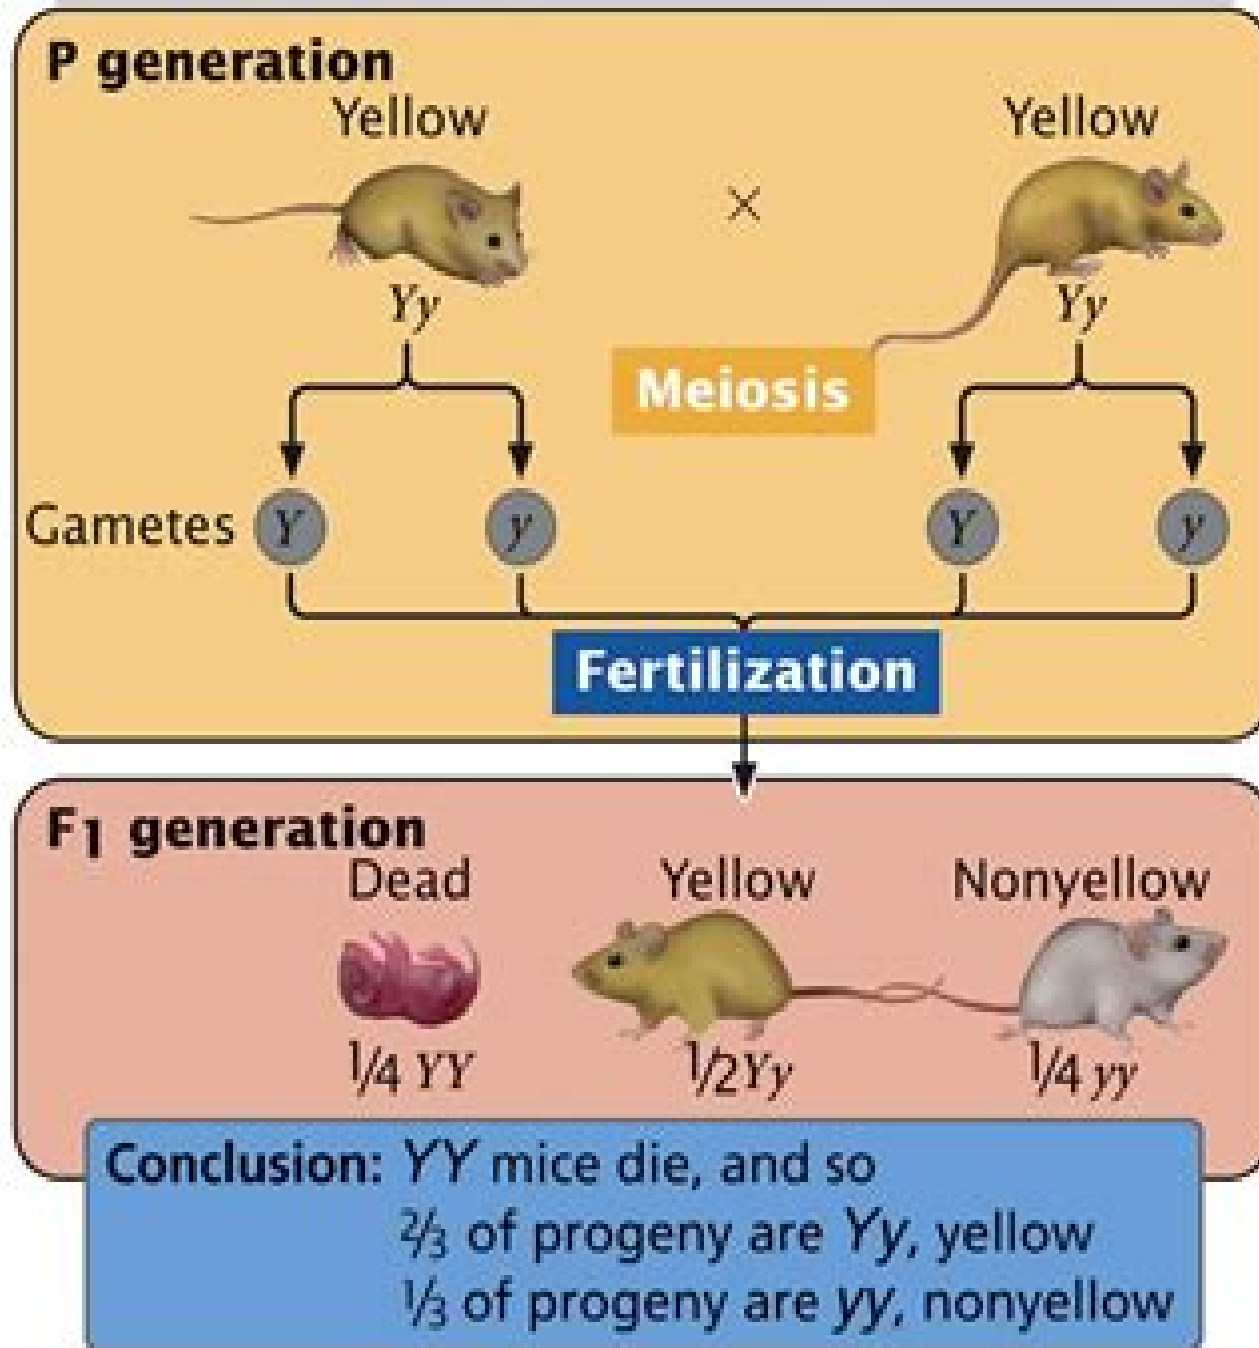 P generation
Yellow Yellow
×
Yy Yy
Meiosis
Gametes Y y Y y
Fertilization
F1 generation
Dead Yellow Nonyellow
1/4 YY 1/2Yy 1/4 yy
Conclusion: YY mice die, and so
2/3 of progeny are Yy, yellow
1/3 of progeny are yy, nonyellow